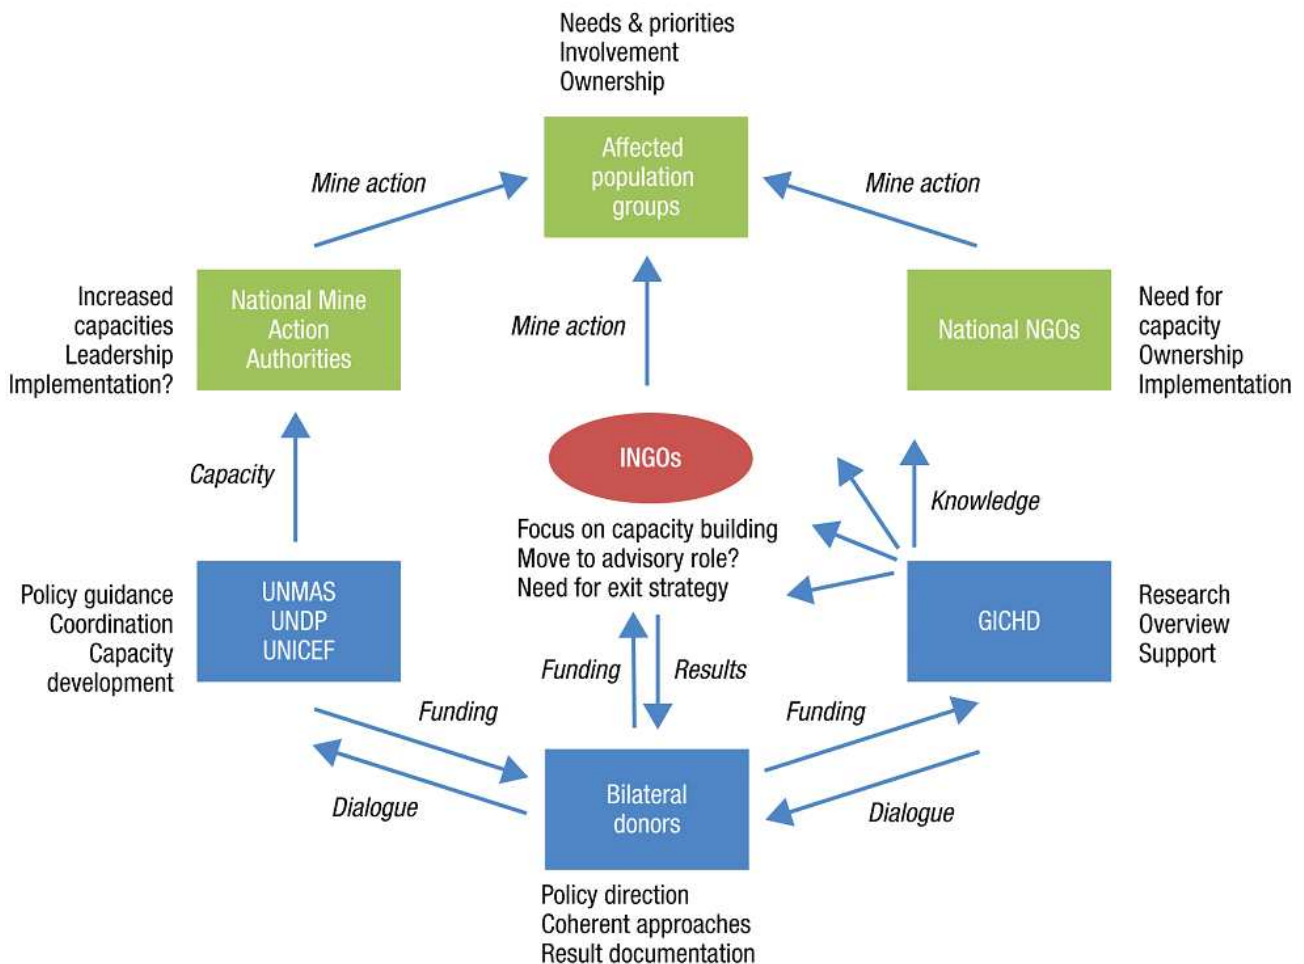 Needs & priorities
Involvement
Ownership
Affected
population
groups
Mine action
Mine action
Increased
capacities
Leadership
Implementation?
National Mine
Action
Authorities
Mine action
National NGOs
Need for
capacity
Ownership
Implementation
Capacity
INGOs
Knowledge
Focus on capacity building
Move to advisory role?
Need for exit strategy
Policy guidance
Coordination
Capacity
development
UNMAS
UNDP
UNICEF
GICHD
Research
Overview
Support
Funding
Results
Funding
Funding
Dialogue
Dialogue
Bilateral
donors
Policy direction
Coherent approaches
Result documentation